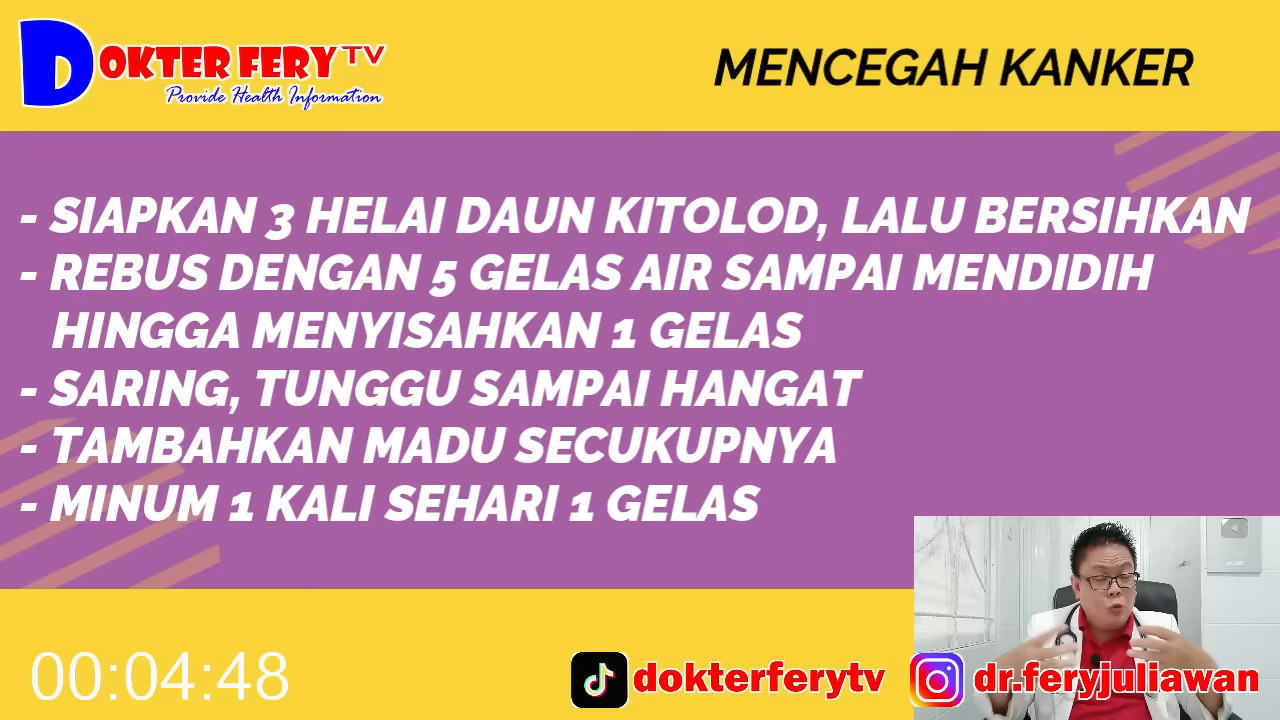 DOKTER FERY TV
Provide Health Information
MENCEGAH KANKER
- SIAPKAN 3 HELAI DAUN KITOLOD, LALU BERSIHKAN
- REBUS DENGAN 5 GELAS AIR SAMPAI MENDIDIH
HINGGA MENYISAHKAN 1 GELAS
- SARING, TUNGGU SAMPAI HANGAT
- TAMBAHKAN MADU SECUKUPNYA
- MINUM 1 KALI SEHARI 1 GELAS
00:04:48
dokterferytv
dr.feryjuliawan